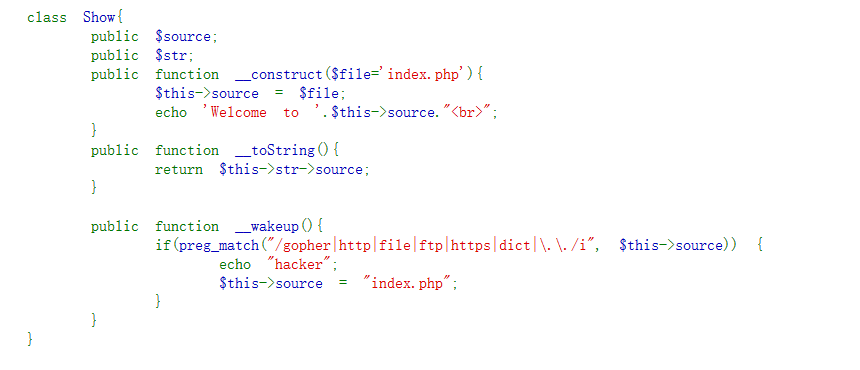 class Show{
public $source;
public $str;
public function __construct($file='index.php'){
$this->source = $file;
echo 'Welcome to '.$this->source."<br>";
}
public function __toString(){
return $this->str->source;
}
public function __wakeup(){
if(preg_match("/gopher|http|file|ftp|https|dict|\.\./i", $this->source)) {
echo "hacker";
$this->source = "index.php";
}
}
}